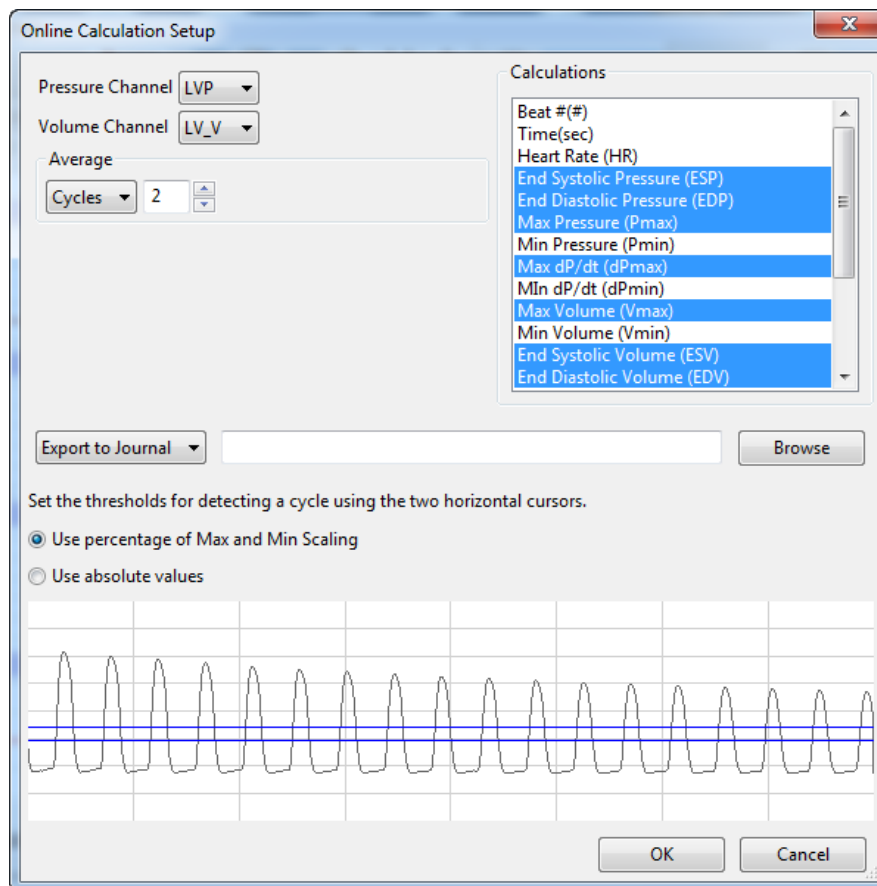 Online Calculation Setup
Pressure Channel LVP
Volume Channel LV_V
Average
Cycles 2
Calculations
Beat #(#)
Time(sec)
Heart Rate (HR)
End Systolic Pressure (ESP)
End Diastolic Pressure (EDP)
Max Pressure (Pmax)
Min Pressure (Pmin)
Max dP/dt (dPmax)
MIn dP/dt (dPmin)
Max Volume (Vmax)
Min Volume (Vmin)
End Systolic Volume (ESV)
End Diastolic Volume (EDV)
Export to Journal Browse
Set the thresholds for detecting a cycle using the two horizontal cursors.
Use percentage of Max and Min Scaling
Use absolute values
OK Cancel